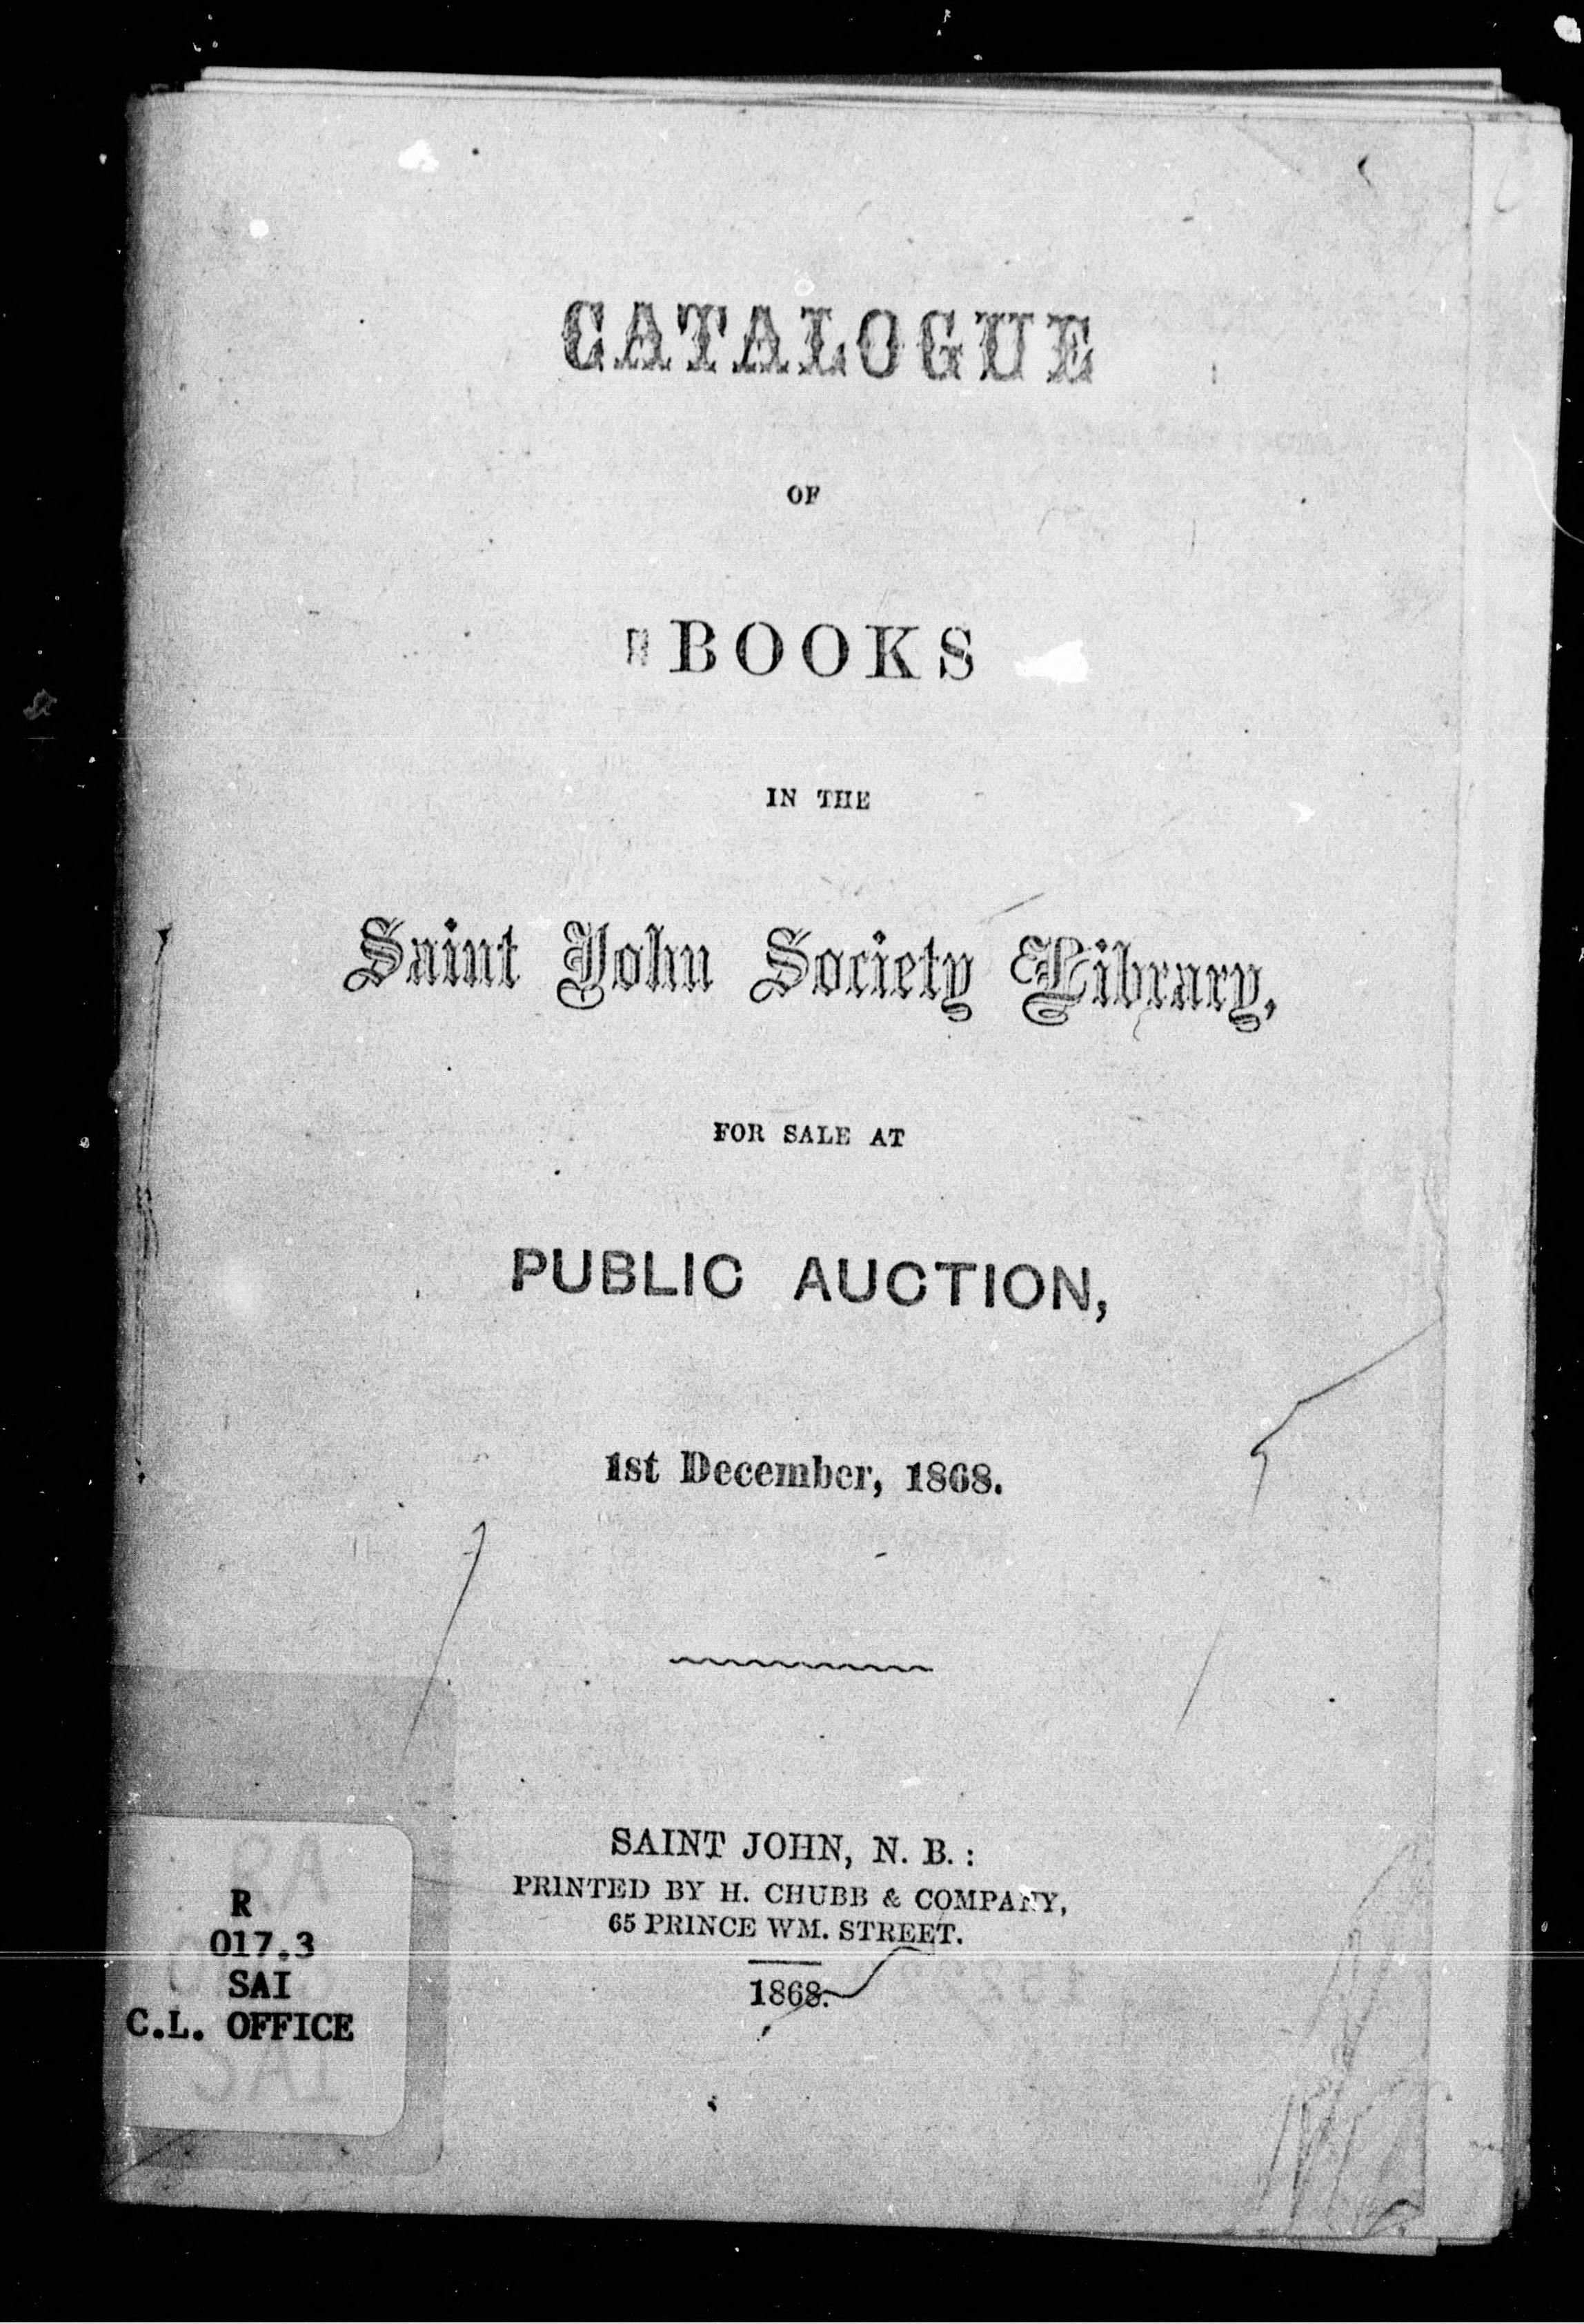 CATALOGUE
OF
BOOKS
IN THE
Saint John Society Library,
FOR SALE AT
PUBLIC AUCTION,
1st December, 1868.
SAINT JOHN, N. B. :
PRINTED BY H. CHUBB & COMPANY,
65 PRINCE WM. STREET.
1868.
R
017.3
SAI
C.L. OFFICE